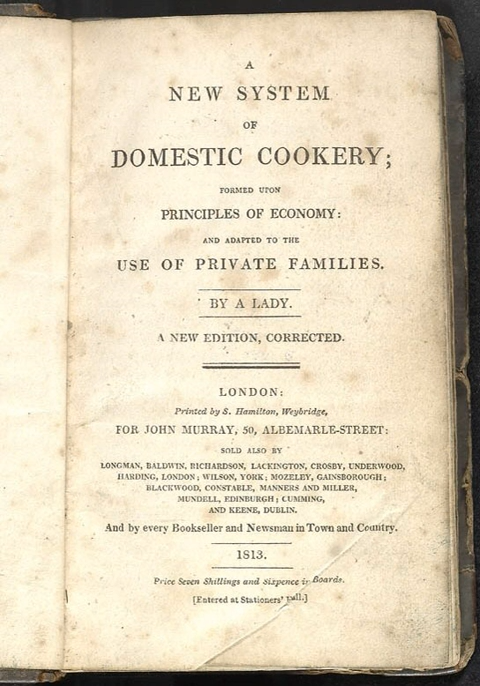 A
NEW SYSTEM
OF
DOMESTIC COOKERY;
FORMED UPON
PRINCIPLES OF ECONOMY:
AND ADAPTED TO THE
USE OF PRIVATE FAMILIES.
BY A LADY.
A NEW EDITION, CORRECTED.
LONDON:
Printed by S. Hamilton, Weybridge,
FOR JOHN MURRAY, 50, ALBEMARLE-STREET:
SOLD ALSO BY
LONGMAN, BALDWIN, RICHARDSON, LACKINGTON, CROSBY, UNDERWOOD,
HARDING, LONDON; WILSON, YORK; MOZELEY, GAINSBOROUGH;
BLACKWOOD, CONSTABLE, MANNERS AND MILLER,
MUNDELL, EDINBURGH; CUMMING,
AND KEENE, DUBLIN.
And by every Bookseller and Newsman in Town and Country.
1813.
Price Seven Shillings and Sixpence in Boards.
[Entered at Stationers' Hall.]